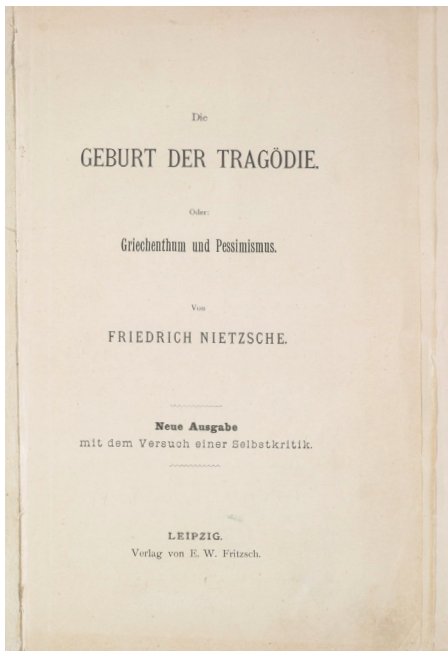 Die
GEBURT DER TRAGÖDIE.
Oder:
Griechenthum und Pessimismus.
Von
FRIEDRICH NIETZSCHE.
Neue Ausgabe
mit dem Versuch einer Selbstkritik.
LEIPZIG.
Verlag von E. W. Fritzsch.